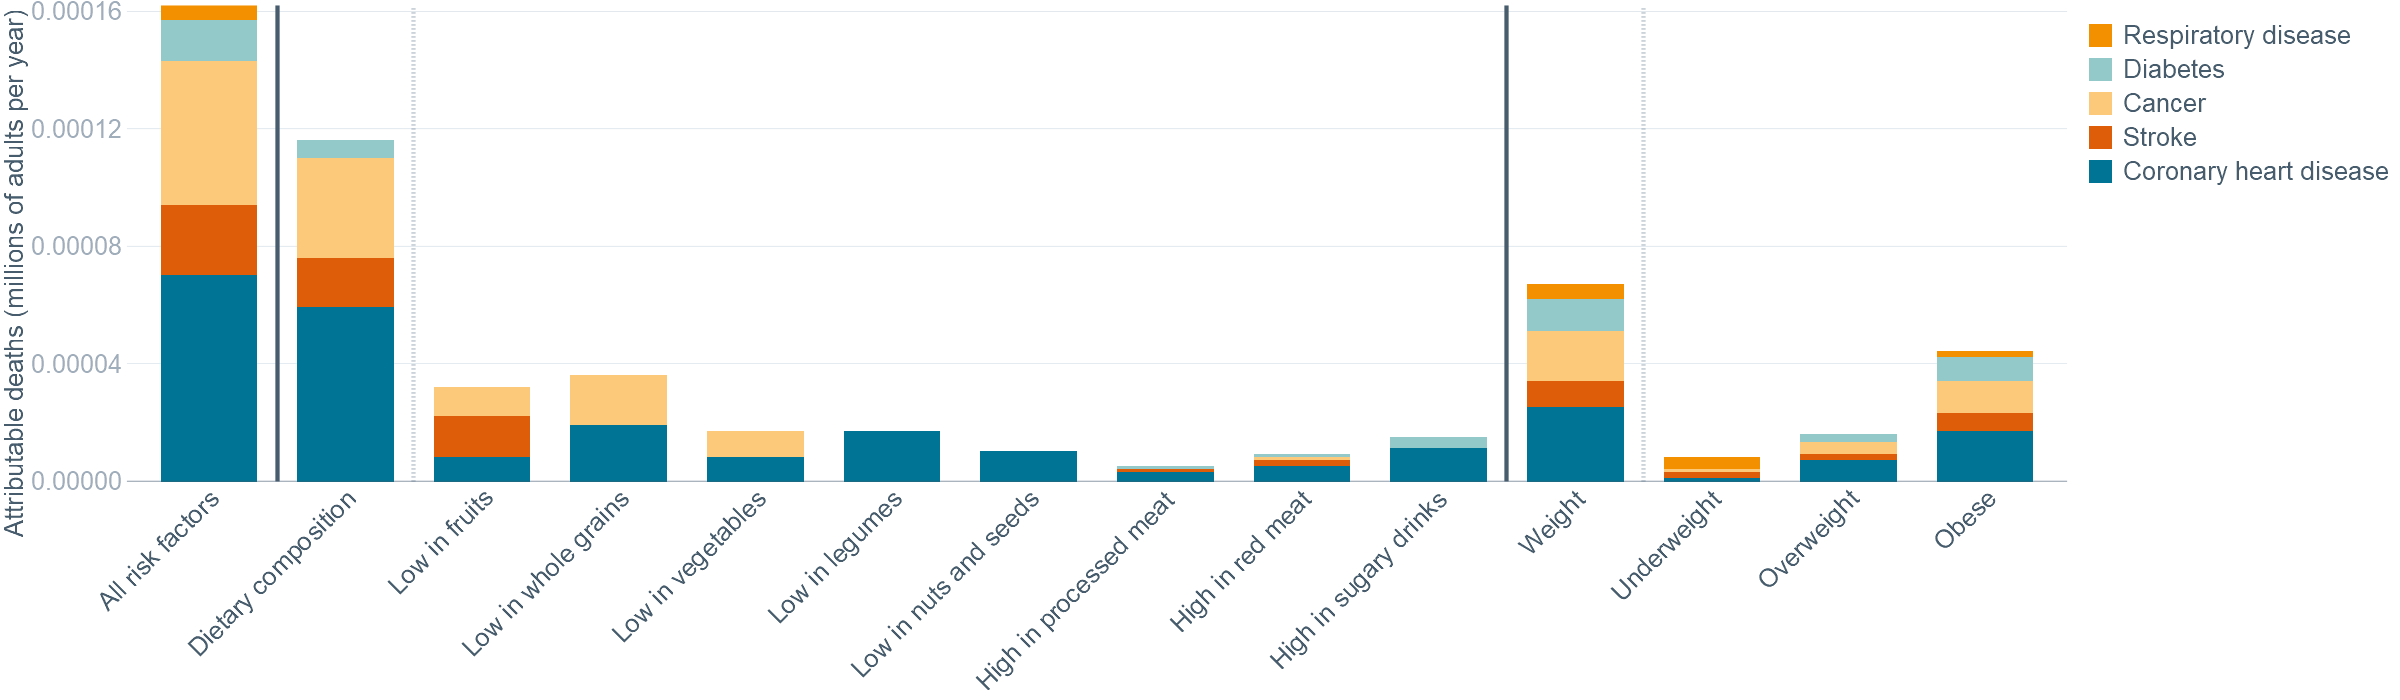 Attributable deaths (millions of adults per year)
0.00016
0.00012
0.00008
0.00004
0.00000
All risk factors
Dietary composition
Low in fruits
Low in whole grains
Low in vegetables
Low in legumes
Low in nuts and seeds
High in processed meat
High in red meat
High in sugary drinks
Weight
Underweight
Overweight
Obese
Respiratory disease
Diabetes
Cancer
Stroke
Coronary heart disease